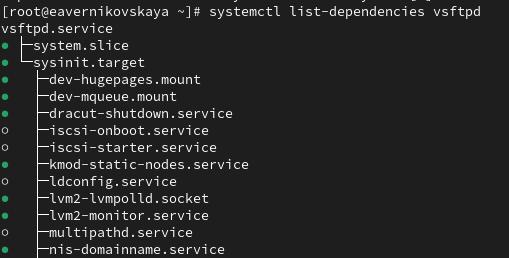 [root@eavernikovskaya ~]# systemctl list-dependencies vsftpd
vsftpd.service
● ├─system.slice
● └─sysinit.target
●   ├─dev-hugepages.mount
●   ├─dev-mqueue.mount
●   ├─dracut-shutdown.service
○   ├─iscsi-onboot.service
○   ├─iscsi-starter.service
●   ├─kmod-static-nodes.service
○   ├─ldconfig.service
●   ├─lvm2-lvmpolld.socket
●   ├─lvm2-monitor.service
○   ├─multipathd.service
●   ├─nis-domainname.service